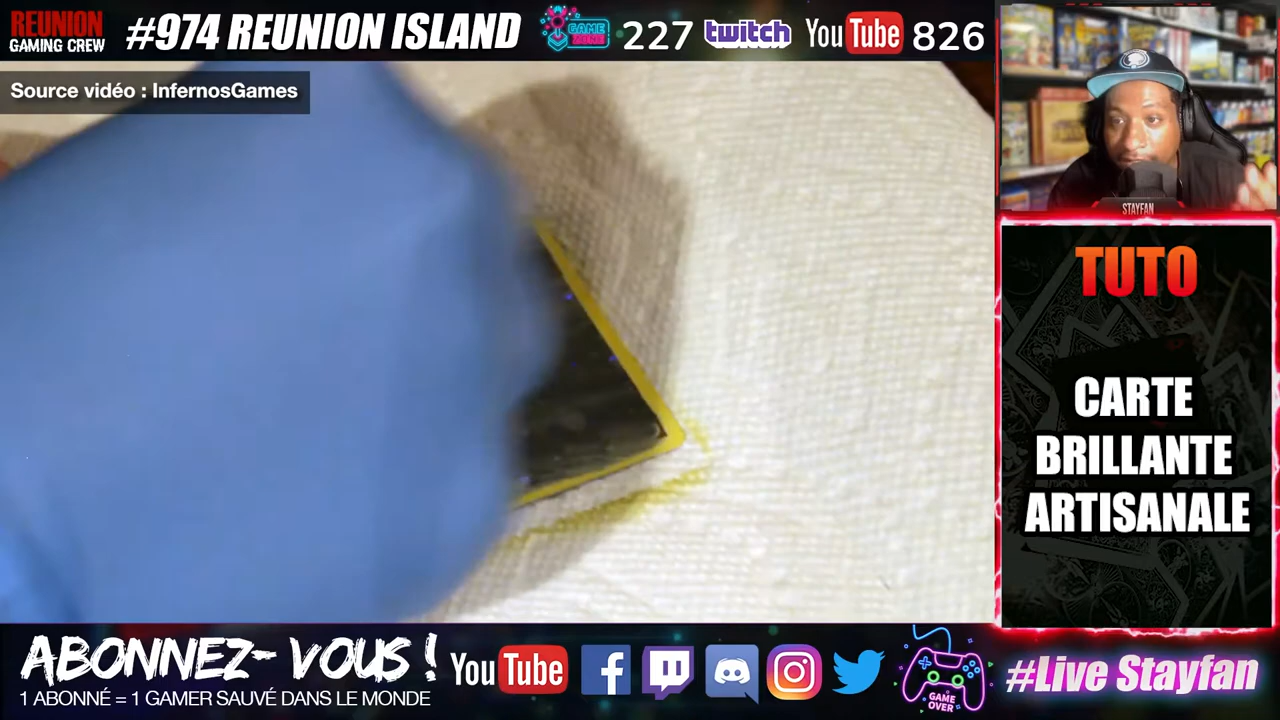 REUNION
GAMING CREW
#974 REUNION ISLAND
GAME
ZONE
227
twitch
YouTube
826
Source vidéo : InfernosGames
STAYFAN
TUTO
CARTE
BRILLANTE
ARTISANALE
ABONNEZ- VOUS !
1 ABONNÉ = 1 GAMER SAUVÉ DANS LE MONDE
YouTube
GAME
OVER
#Live Stayfan